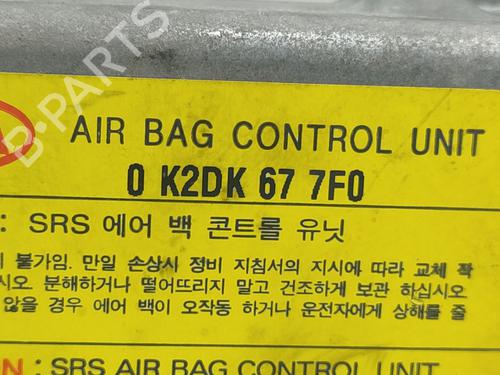 B-PARTS
AIR BAG CONTROL UNIT
0 K2DK 67 7F0
: SRS 에어 백 콘트롤 유닛
불가임. 만일 손상시 정비 지침서의 지시에 따라 교체
시오. 분해하거나 떨어뜨리지 말고 건조하게 보관 하십시오
않을 경우 에어 백이 오작동 하거나 운전자에게 상해를 줄
N : SRS AIR BAG CONTROL UNIT